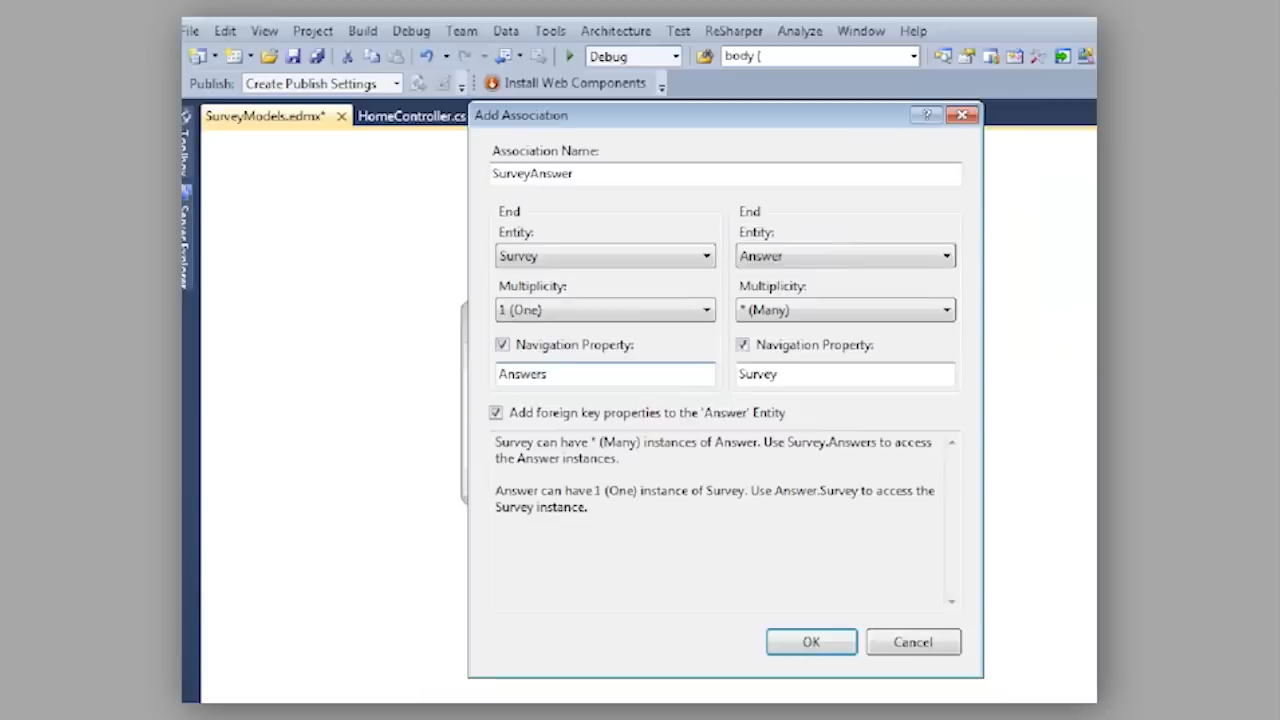 File Edit View Project Build Debug Team Data Tools Architecture Test ReSharper Analyze Window Help
Debug body {
Publish: Create Publish Settings Install Web Components
SurveyModels.edmx* HomeController.cs
Add Association
Toolbox
Server Explorer
Association Name:
SurveyAnswer
End
Entity:
Survey
Multiplicity:
1 (One)
Navigation Property:
Answers
End
Entity:
Answer
Multiplicity:
* (Many)
Navigation Property:
Survey
Add foreign key properties to the 'Answer' Entity
Survey can have * (Many) instances of Answer. Use Survey.Answers to access
the Answer instances.
Answer can have 1 (One) instance of Survey. Use Answer.Survey to access the
Survey instance.
OK Cancel